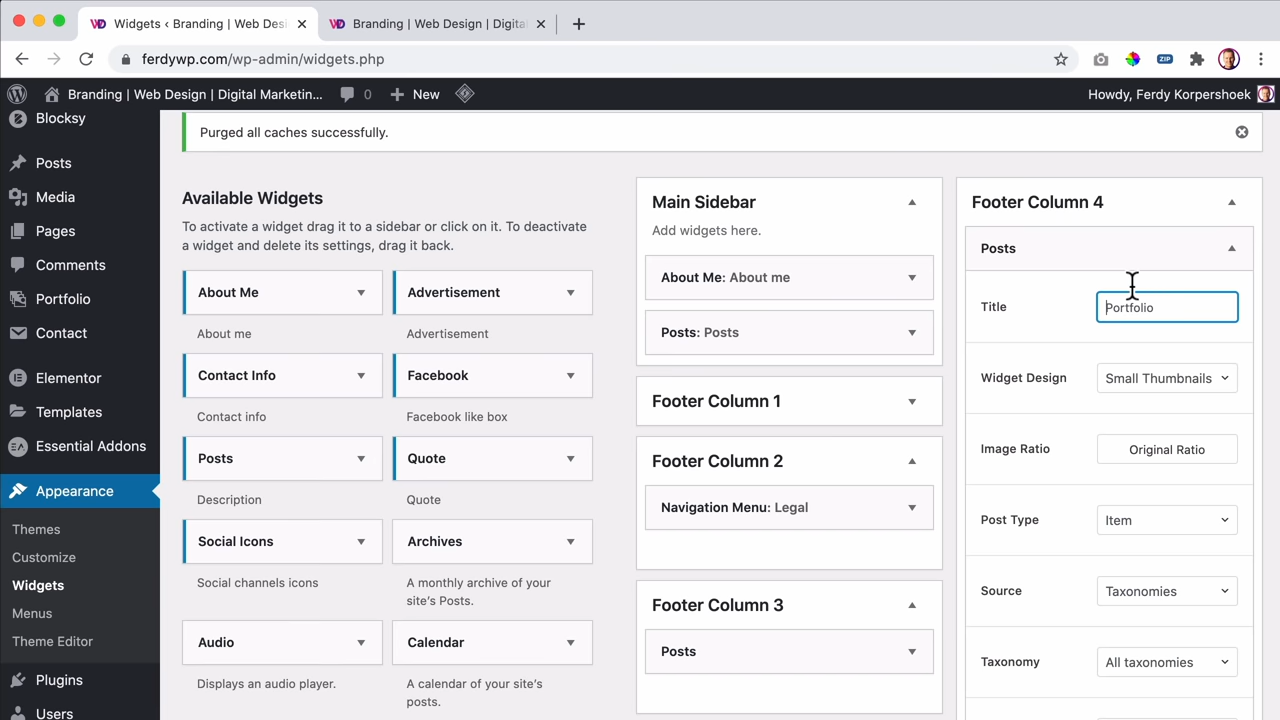 Widgets ‹ Branding | Web Desi
Branding | Web Design | Digita
ferdywp.com/wp-admin/widgets.php
ZIP
Branding | Web Design | Digital Marketin...
0
New
Howdy, Ferdy Korpershoek
Blocksy
Posts
Media
Pages
Comments
Portfolio
Contact
Elementor
Templates
Essential Addons
Appearance
Themes
Customize
Widgets
Menus
Theme Editor
Plugins
Users
Purged all caches successfully.
Available Widgets
To activate a widget drag it to a sidebar or click on it. To deactivate
a widget and delete its settings, drag it back.
About Me
About me
Advertisement
Advertisement
Contact Info
Contact info
Facebook
Facebook like box
Posts
Description
Quote
Quote
Social Icons
Social channels icons
Archives
A monthly archive of your
site's Posts.
Audio
Displays an audio player.
Calendar
A calendar of your site's
posts.
Main Sidebar
Add widgets here.
About Me: About me
Posts: Posts
Footer Column 1
Footer Column 2
Navigation Menu: Legal
Footer Column 3
Posts
Footer Column 4
Posts
Title
Portfolio
Widget Design
Small Thumbnails
Image Ratio
Original Ratio
Post Type
Item
Source
Taxonomies
Taxonomy
All taxonomies